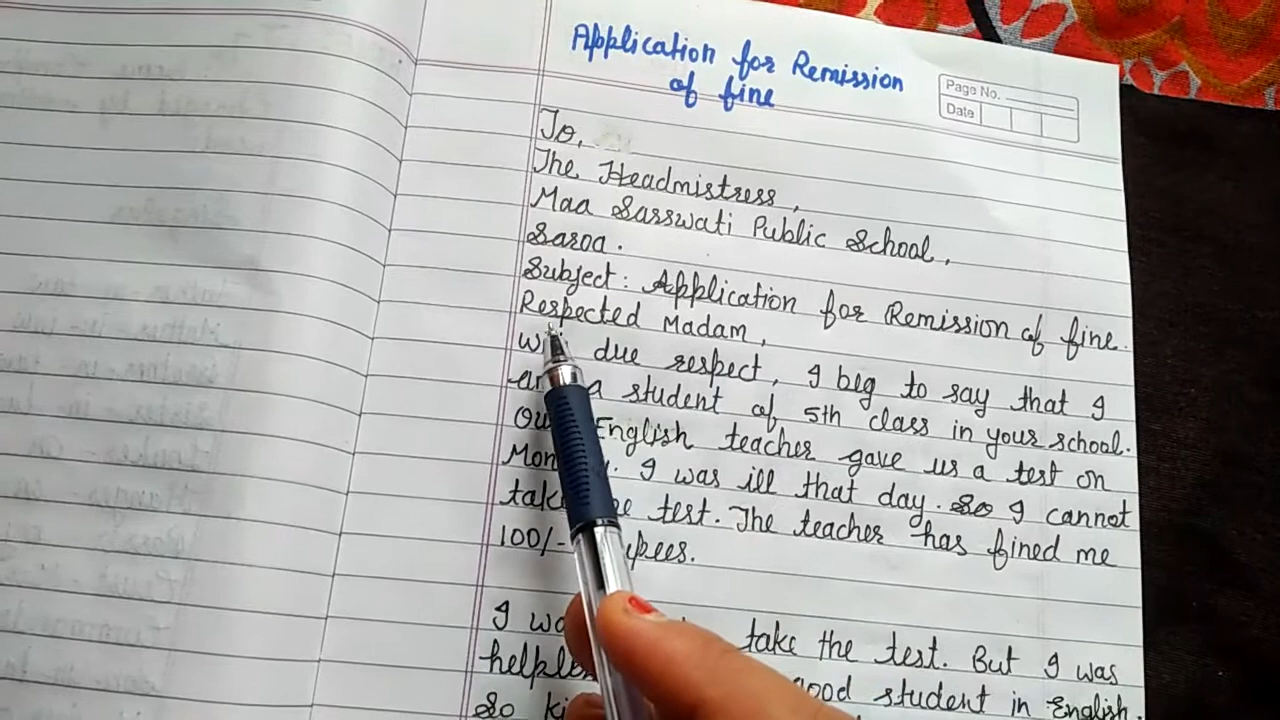 Application for Remission
of fine
Page No.
Date
To,
The Headmistress,
Maa Sasswati Public School,
Saroa.
Subject: Application for Remission of fine.
Respected Madam,
due respect, I beg to say that I
a student of 5th class in your school.
English teacher gave us a test on
I was ill that day. So I cannot
test. The teacher has fined me
100/-
I take the test. But I was
good student in English.
So